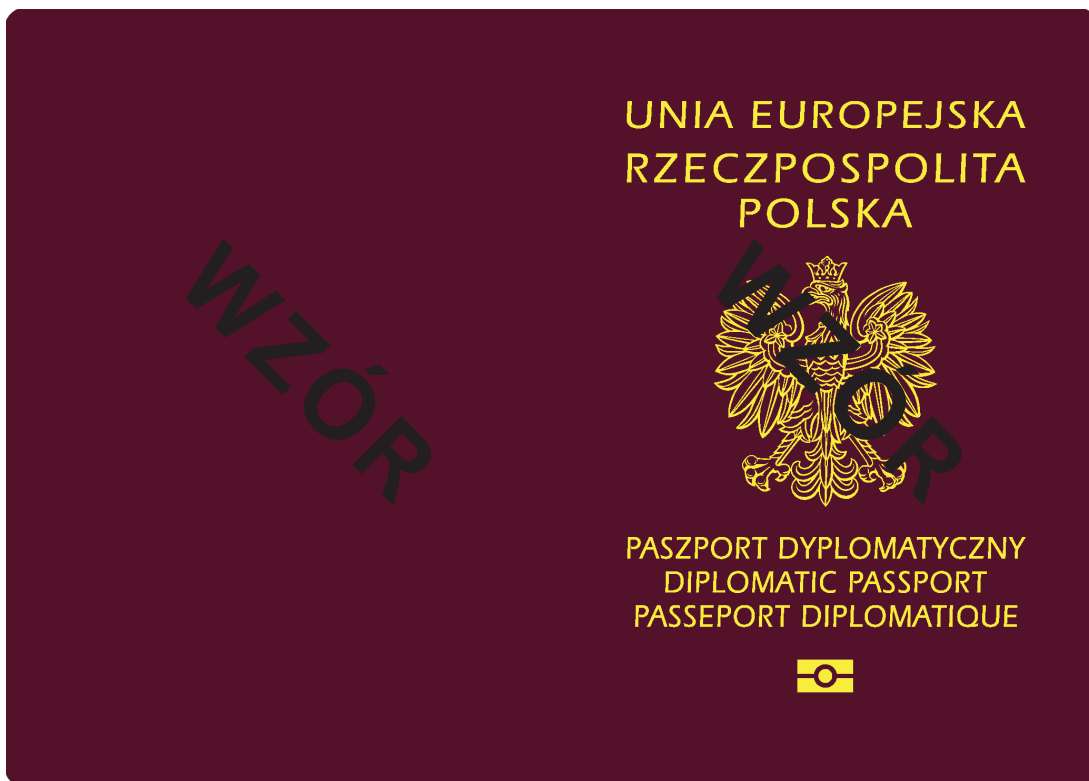 UNIA EUROPEJSKA
RZECZPOSPOLITA
POLSKA
WZÓR
WZÓR
PASZPORT DYPLOMATYCZNY
DIPLOMATIC PASSPORT
PASSEPORT DIPLOMATIQUE